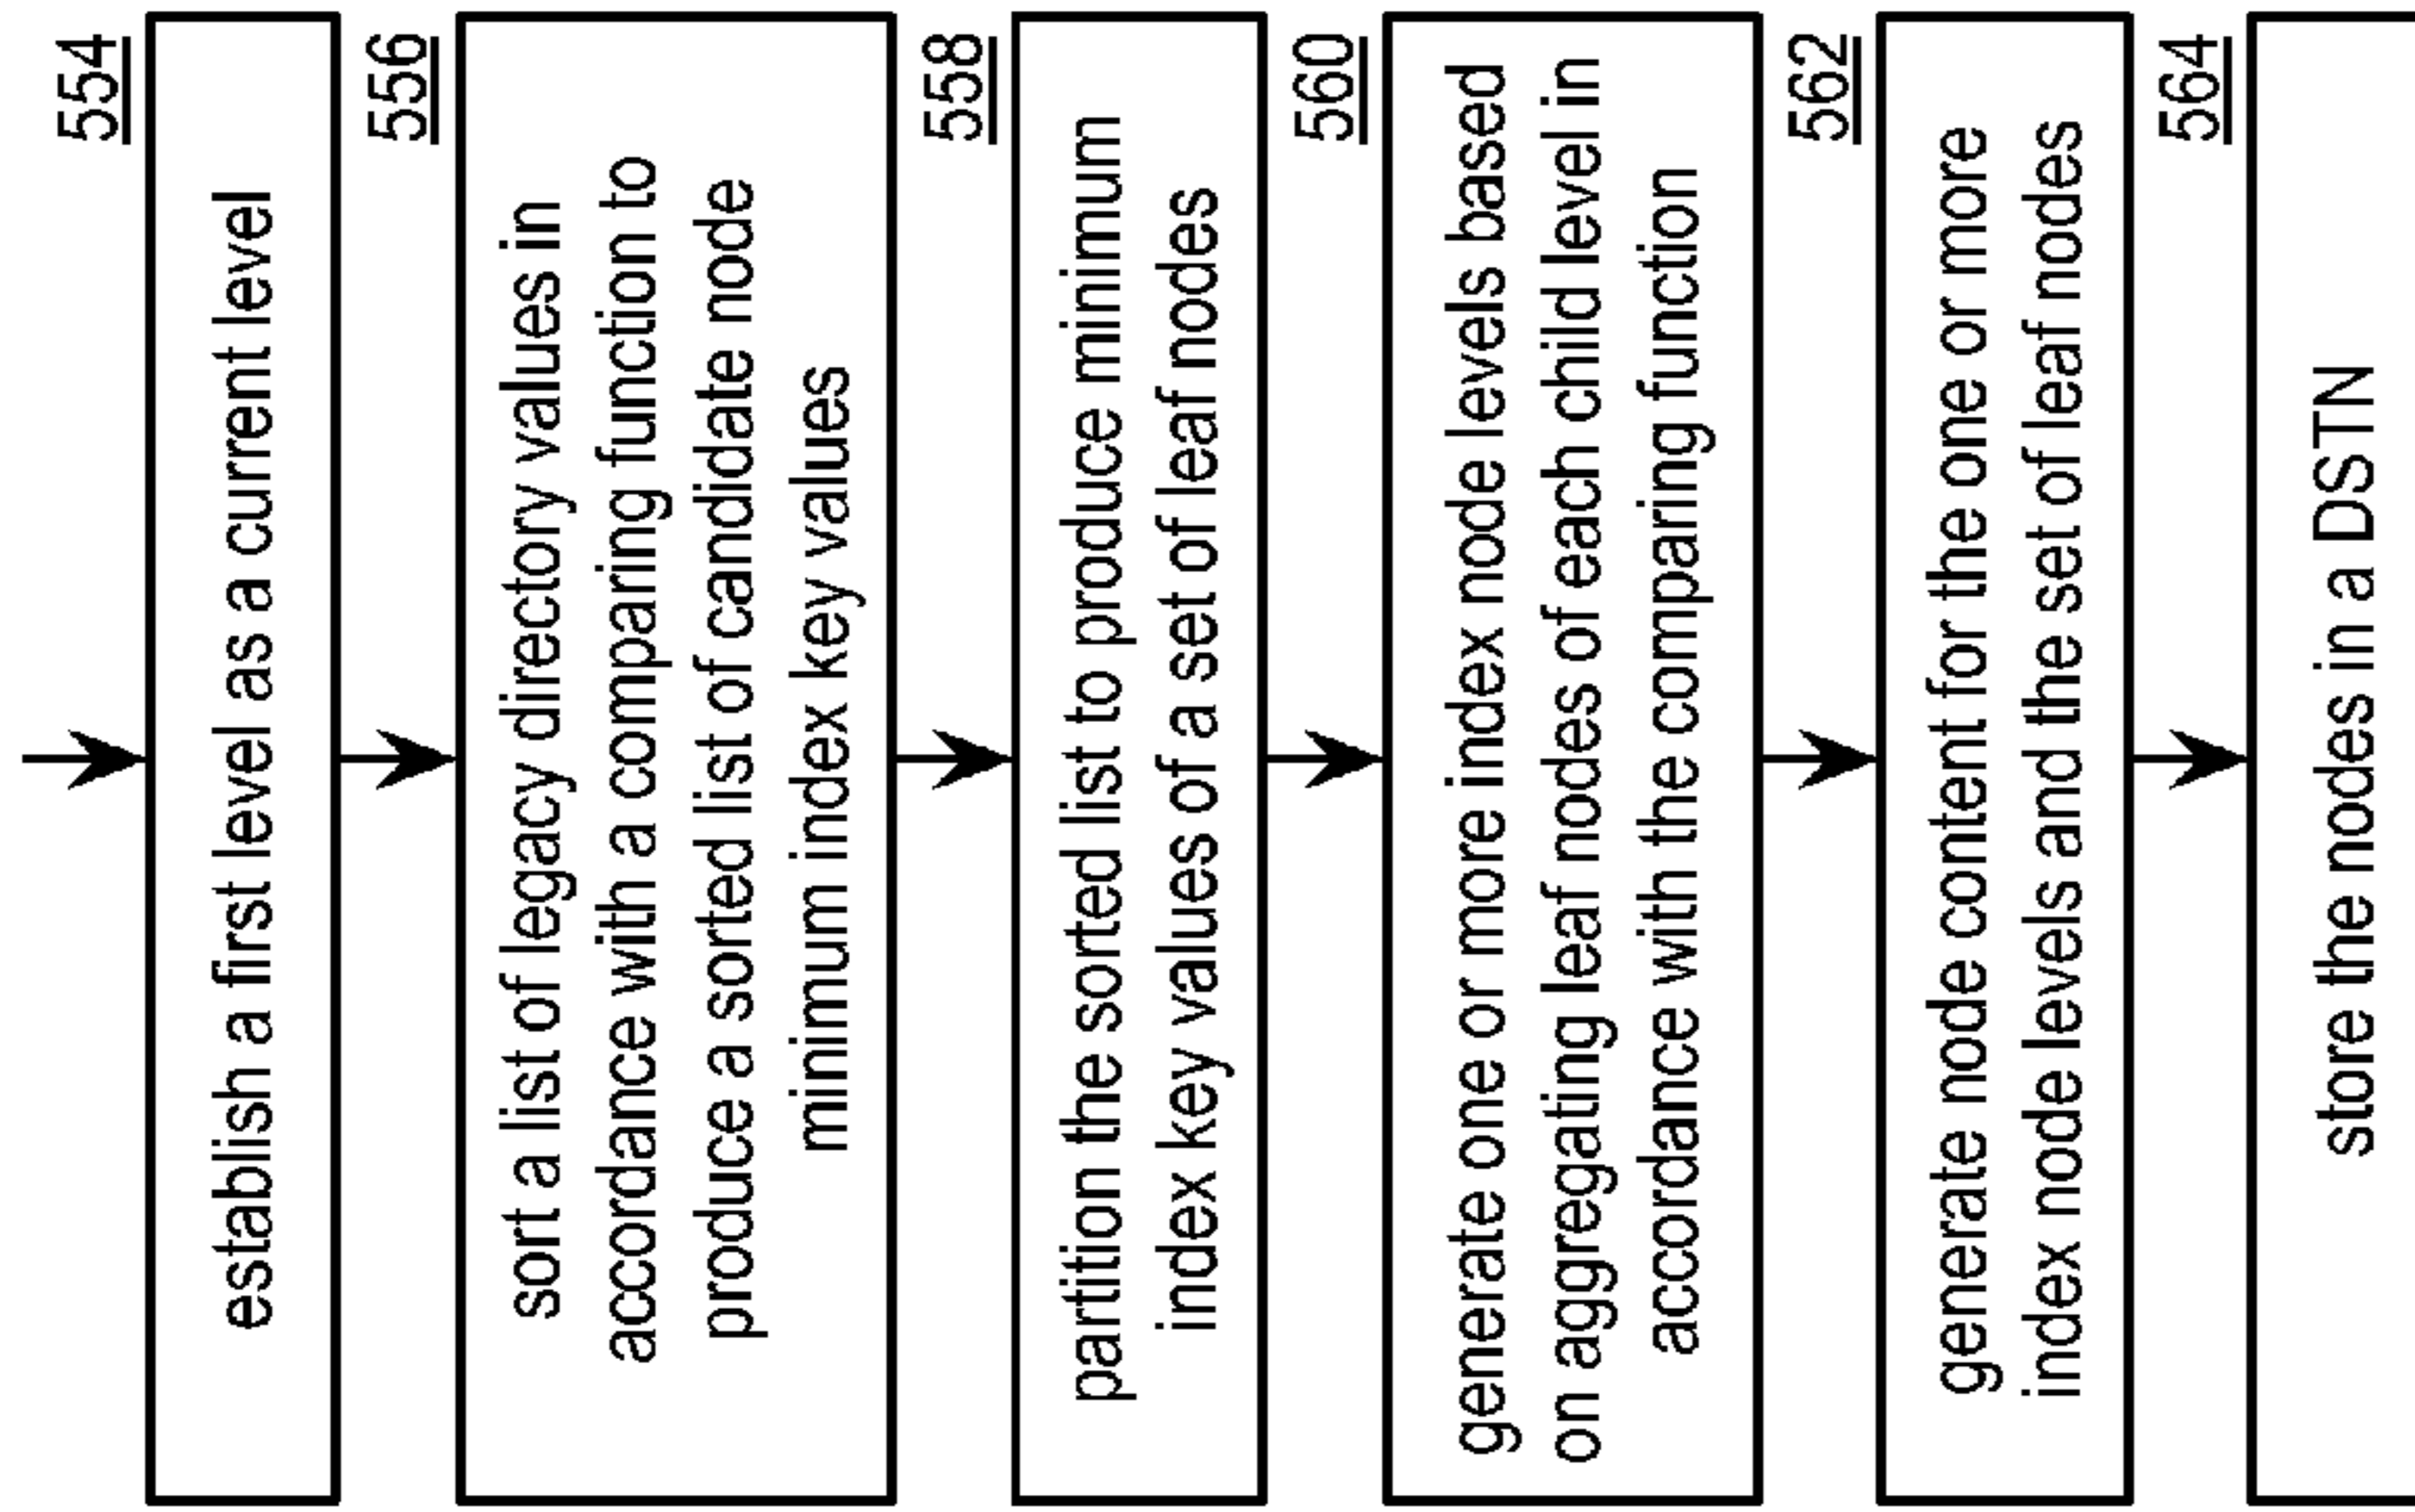 554
establish a first level as a current level
556
sort a list of legacy directory values in
accordance with a comparing function to
produce a sorted list of candidate node
minimum index key values
558
partition the sorted list to produce minimum
index key values of a set of leaf nodes
560
generate one or more index node levels based
on aggregating leaf nodes of each child level in
accordance with the comparing function
562
generate node content for the one or more
index node levels and the set of leaf nodes
564
store the nodes in a DSTN